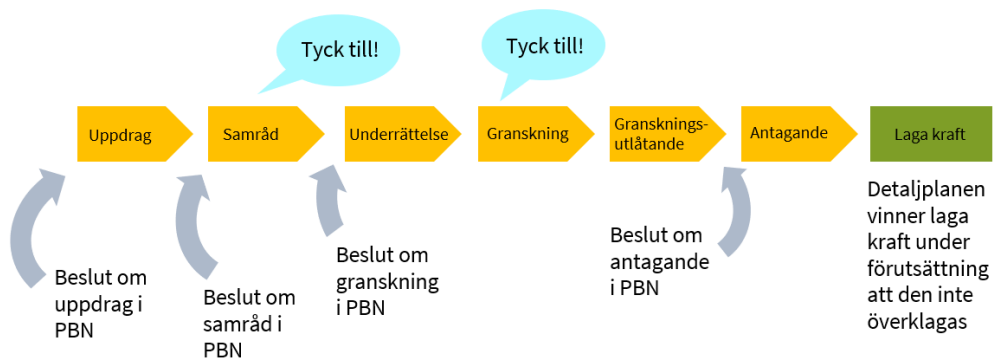 Tyck till!
Tyck till!
Uppdrag
Samråd
Underrättelse
Granskning
Gransknings-
utlåtande
Antagande
Laga kraft
Beslut om
uppdrag i
PBN
Beslut om
samråd i
PBN
Beslut om
granskning
i PBN
Beslut om
antagande
i PBN
Detaljplanen
vinner laga
kraft under
förutsättning
att den inte
överklagas